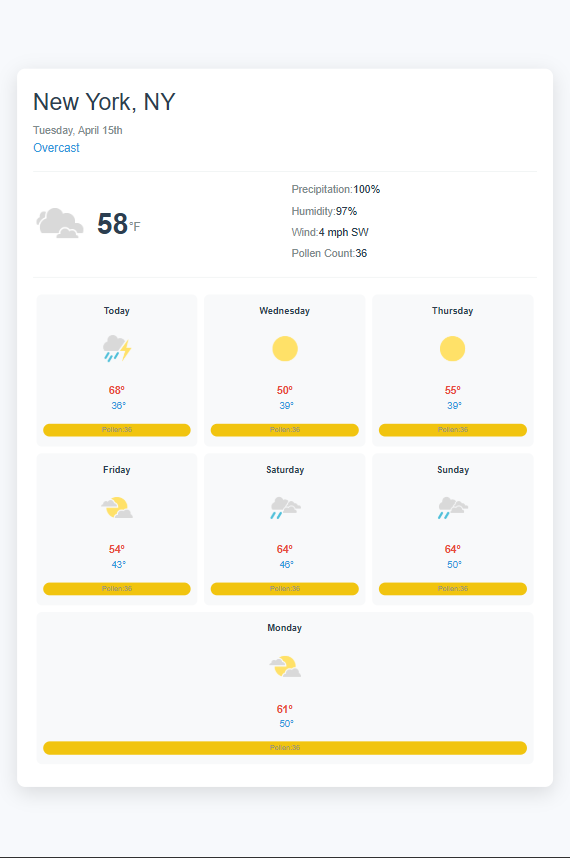 New York, NY
Tuesday, April 15th
Overcast
58°F
Precipitation:100%
Humidity:97%
Wind:4 mph SW
Pollen Count:36
Today
68°
36°
Pollen:36
Wednesday
50°
39°
Pollen:36
Thursday
55°
39°
Pollen:36
Friday
54°
43°
Pollen:36
Saturday
64°
46°
Pollen:36
Sunday
64°
50°
Pollen:36
Monday
61°
50°
Pollen:36